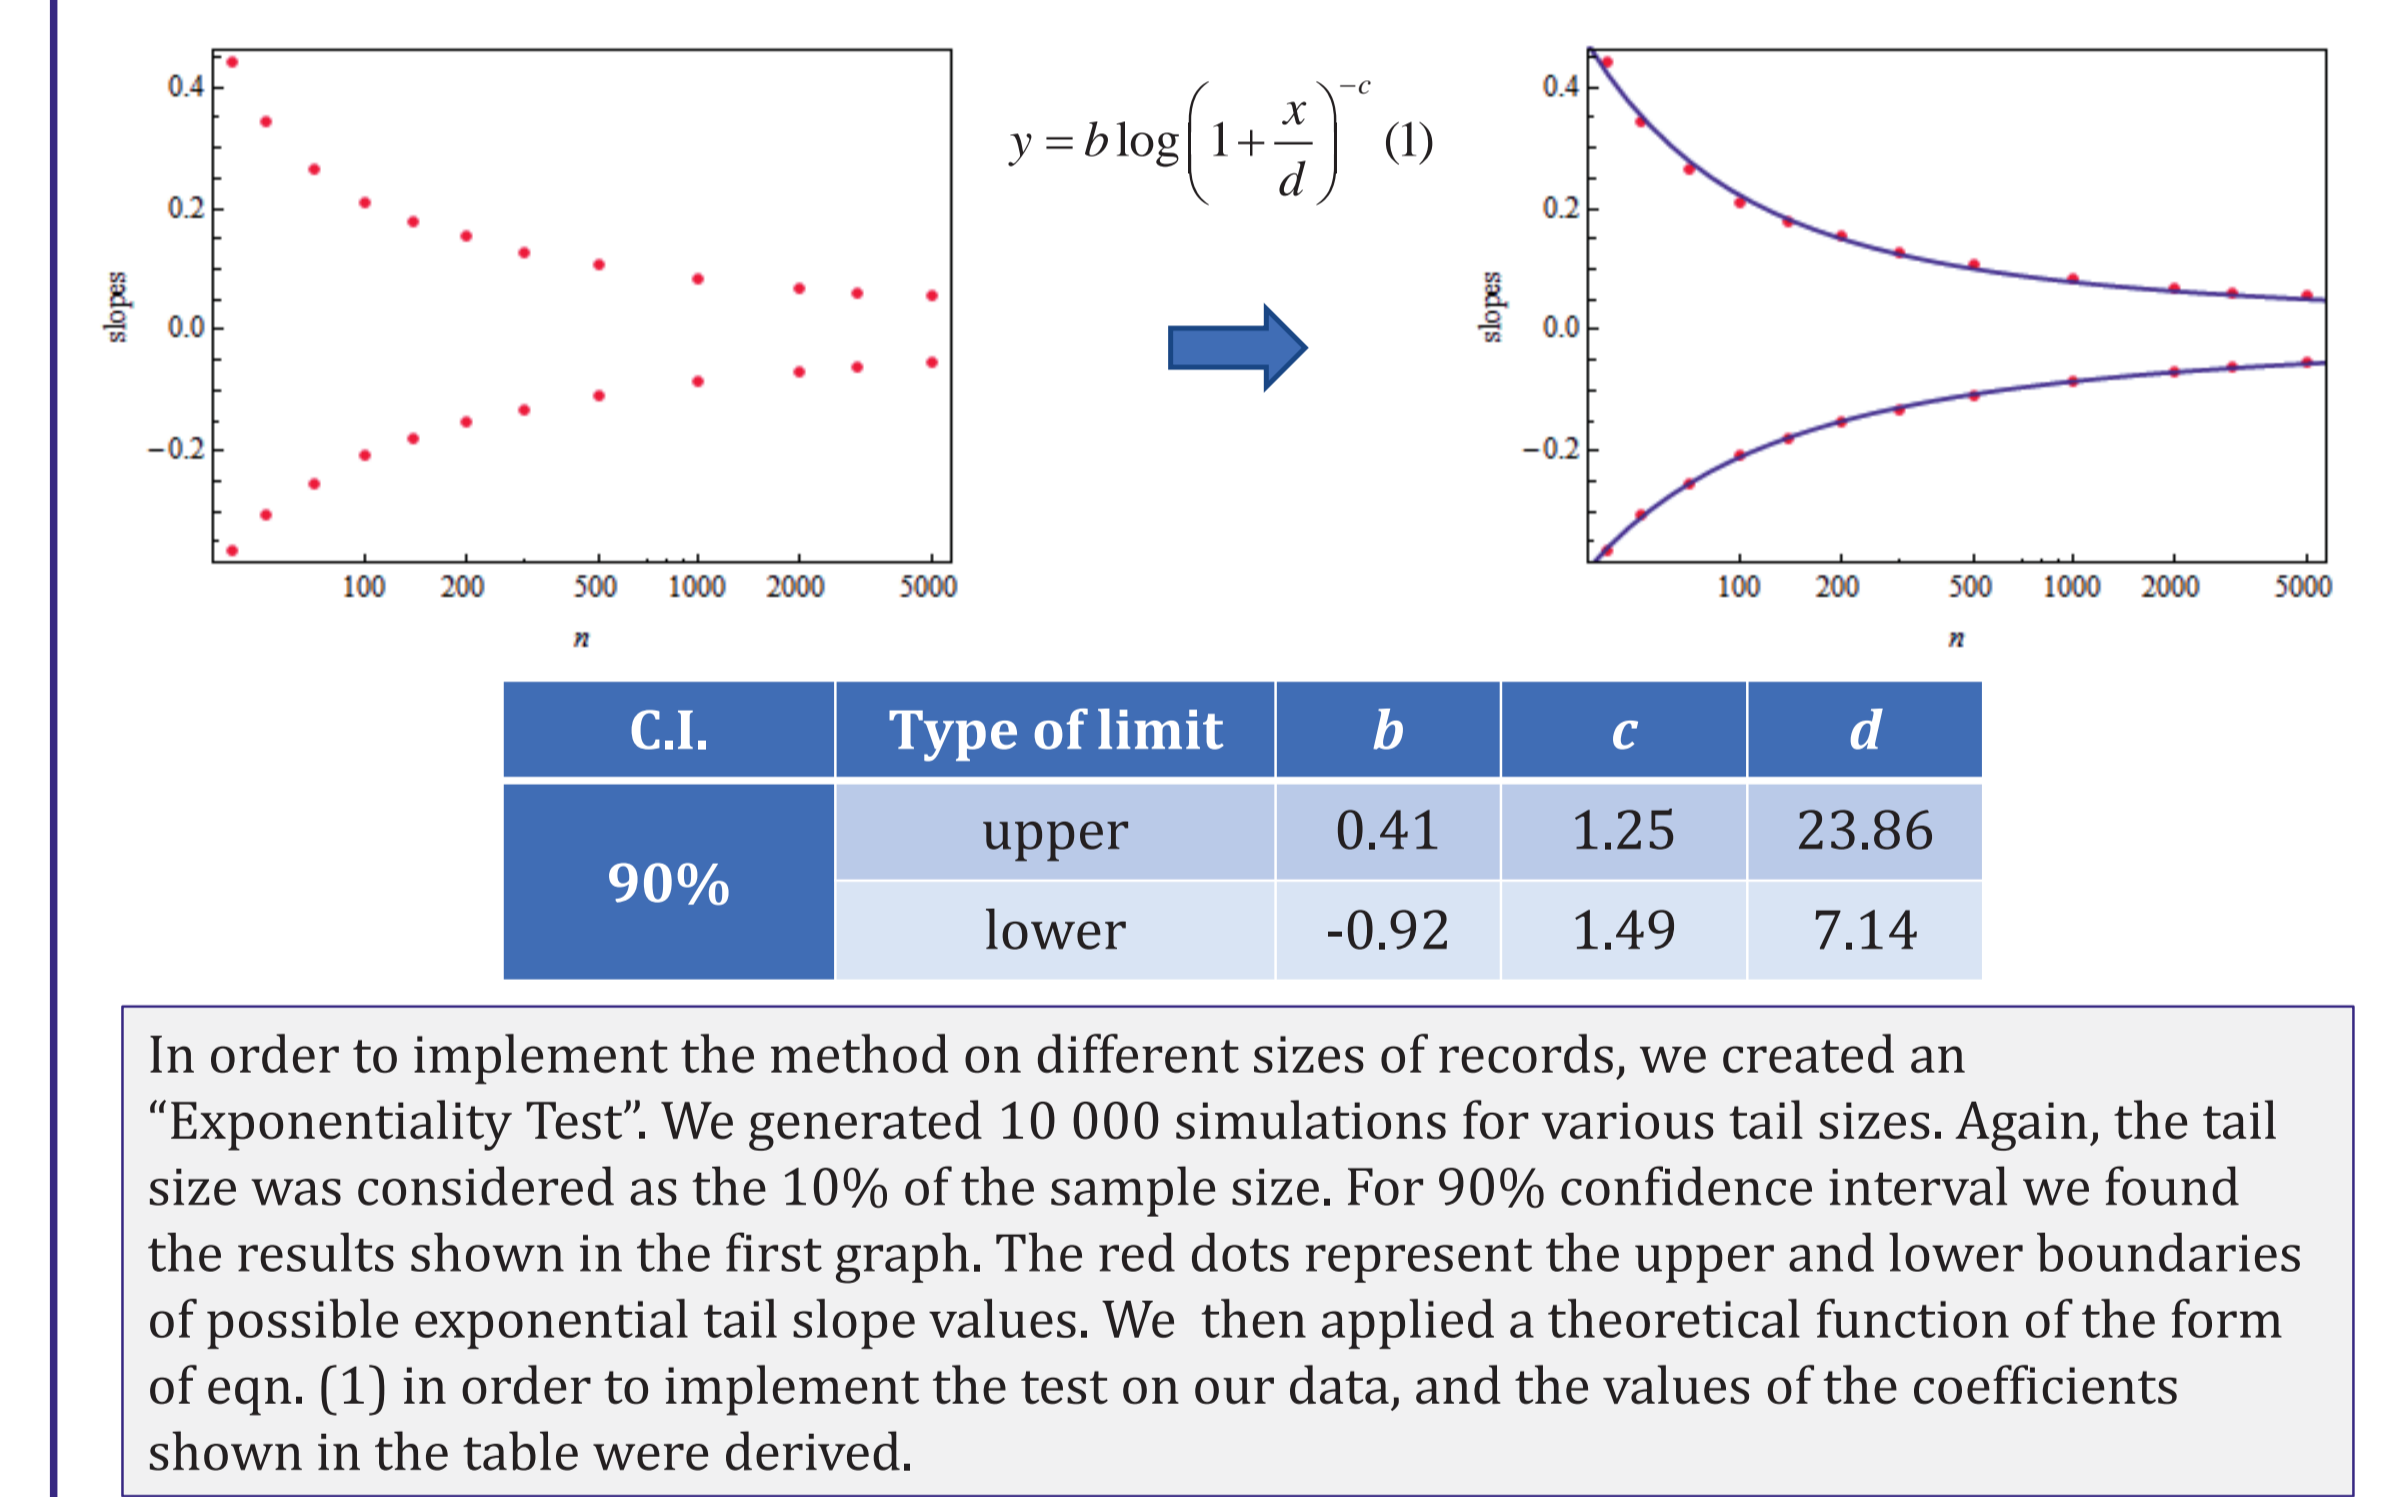 0.4
0.2
0.0
−0.2
slopes
100 200 500 1000 2000 5000
n
y = b log(1 + x/d)^−c (1)
0.4
0.2
0.0
−0.2
slopes
100 200 500 1000 2000 5000
n
C.I. Type of limit b c d
90%
upper 0.41 1.25 23.86
lower -0.92 1.49 7.14
In order to implement the method on different sizes of records, we created an
“Exponentiality Test”. We generated 10 000 simulations for various tail sizes. Again, the tail
size was considered as the 10% of the sample size. For 90% confidence interval we found
the results shown in the first graph. The red dots represent the upper and lower boundaries
of possible exponential tail slope values. We then applied a theoretical function of the form
of eqn. (1) in order to implement the test on our data, and the values of the coefficients
shown in the table were derived.